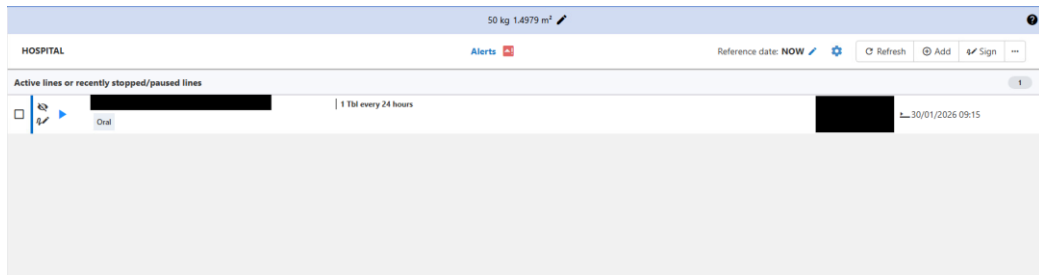 50 kg 1.4979 m²
HOSPITAL
Alerts
Reference date: NOW
Refresh
Add
Sign
...
Active lines or recently stopped/paused lines
1
1 Tbl every 24 hours
Oral
30/01/2026 09:15